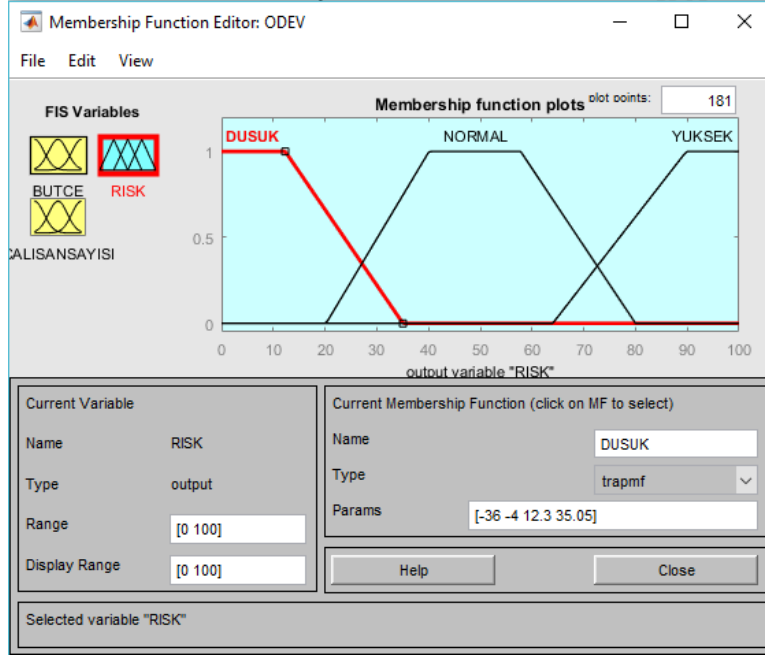 Membership Function Editor: ODEV
File Edit View
FIS Variables
BUTCE RISK
ÇALISANSAYISI
Membership function plots plot points: 181
DUSUK NORMAL YUKSEK
1
0.5
0
0 10 20 30 40 50 60 70 80 90 100
output variable "RISK"
Current Variable
Name RISK
Type output
Range [0 100]
Display Range [0 100]
Current Membership Function (click on MF to select)
Name DUSUK
Type trapmf
Params [-36 -4 12.3 35.05]
Help Close
Selected variable "RISK"